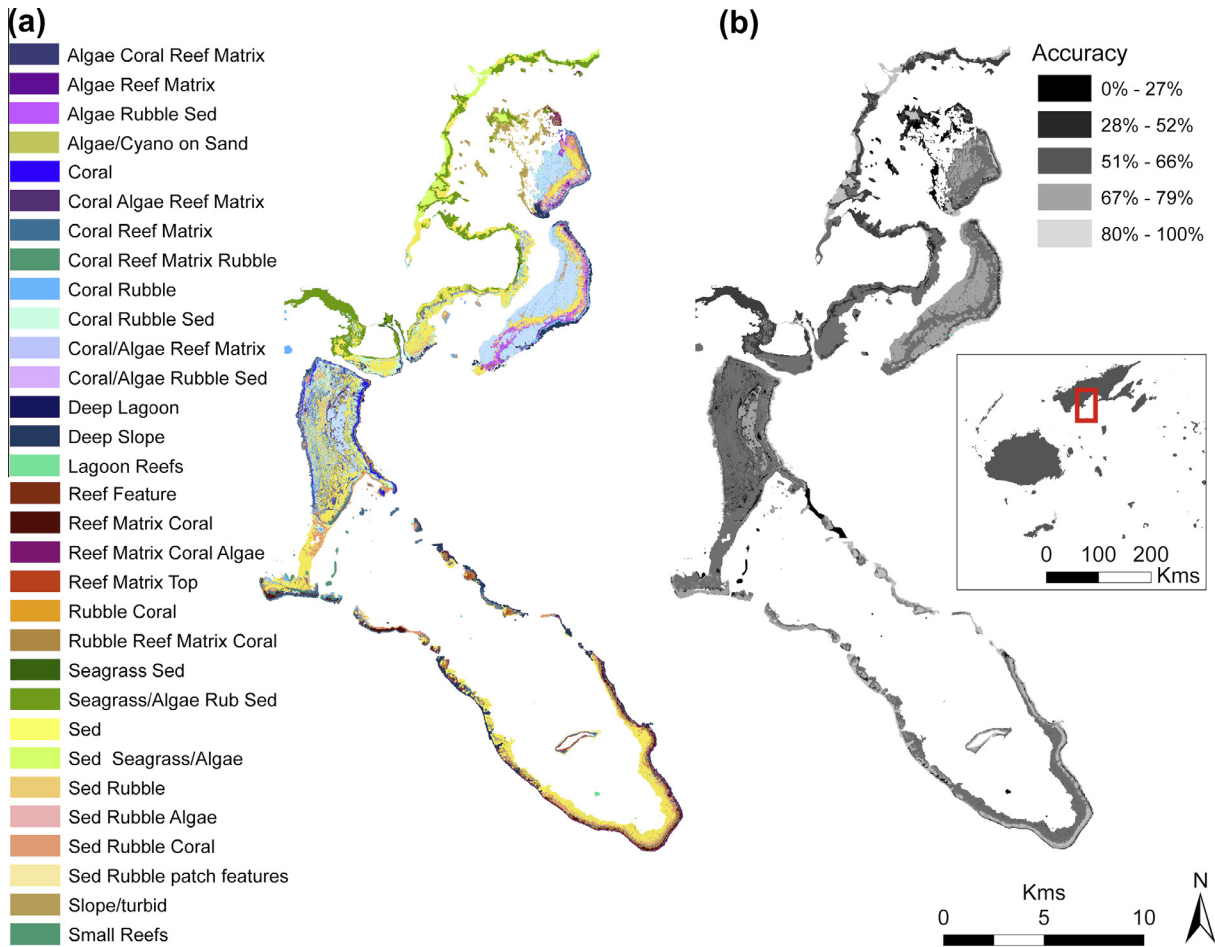 (a)
Algae Coral Reef Matrix
Algae Reef Matrix
Algae Rubble Sed
Algae/Cyano on Sand
Coral
Coral Algae Reef Matrix
Coral Reef Matrix
Coral Reef Matrix Rubble
Coral Rubble
Coral Rubble Sed
Coral/Algae Reef Matrix
Coral/Algae Rubble Sed
Deep Lagoon
Deep Slope
Lagoon Reefs
Reef Feature
Reef Matrix Coral
Reef Matrix Coral Algae
Reef Matrix Top
Rubble Coral
Rubble Reef Matrix Coral
Seagrass Sed
Seagrass/Algae Rub Sed
Sed
Sed Seagrass/Algae
Sed Rubble
Sed Rubble Algae
Sed Rubble Coral
Sed Rubble patch features
Slope/turbid
Small Reefs
(b)
Accuracy
0% - 27%
28% - 52%
51% - 66%
67% - 79%
80% - 100%
0 100 200
Kms
Kms
0 5 10
N